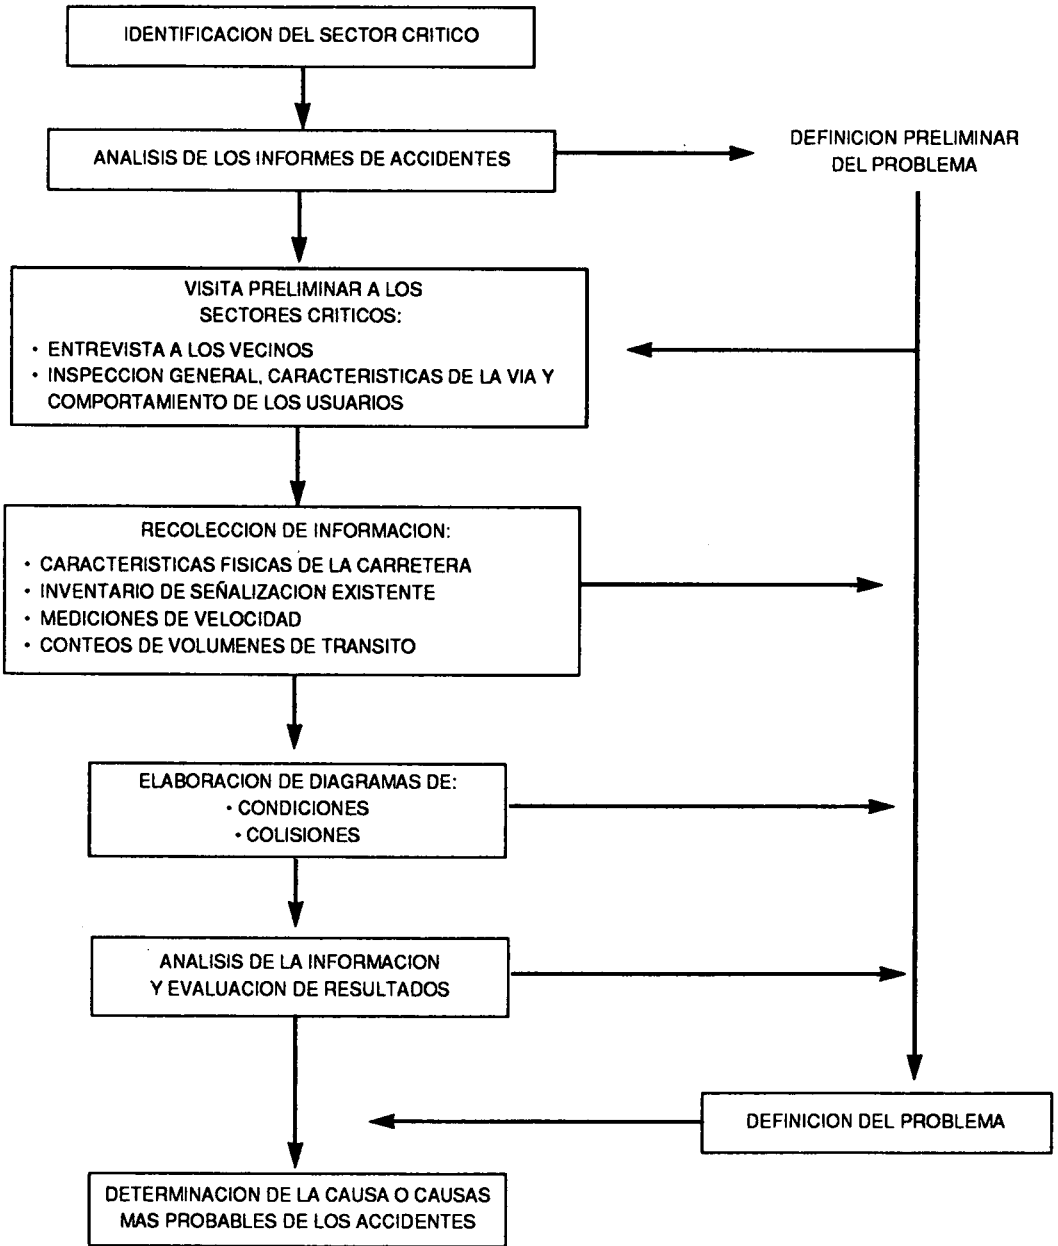 IDENTIFICACION DEL SECTOR CRITICO
ANALISIS DE LOS INFORMES DE ACCIDENTES
DEFINICION PRELIMINAR
DEL PROBLEMA
VISITA PRELIMINAR A LOS
SECTORES CRITICOS:
• ENTREVISTA A LOS VECINOS
• INSPECCION GENERAL, CARACTERISTICAS DE LA VIA Y
COMPORTAMIENTO DE LOS USUARIOS
RECOLECCION DE INFORMACION:
• CARACTERISTICAS FISICAS DE LA CARRETERA
• INVENTARIO DE SEÑALIZACION EXISTENTE
• MEDICIONES DE VELOCIDAD
• CONTEOS DE VOLUMENES DE TRANSITO
ELABORACION DE DIAGRAMAS DE:
• CONDICIONES
• COLISIONES
ANALISIS DE LA INFORMACION
Y EVALUACION DE RESULTADOS
DEFINICION DEL PROBLEMA
DETERMINACION DE LA CAUSA O CAUSAS
MAS PROBABLES DE LOS ACCIDENTES